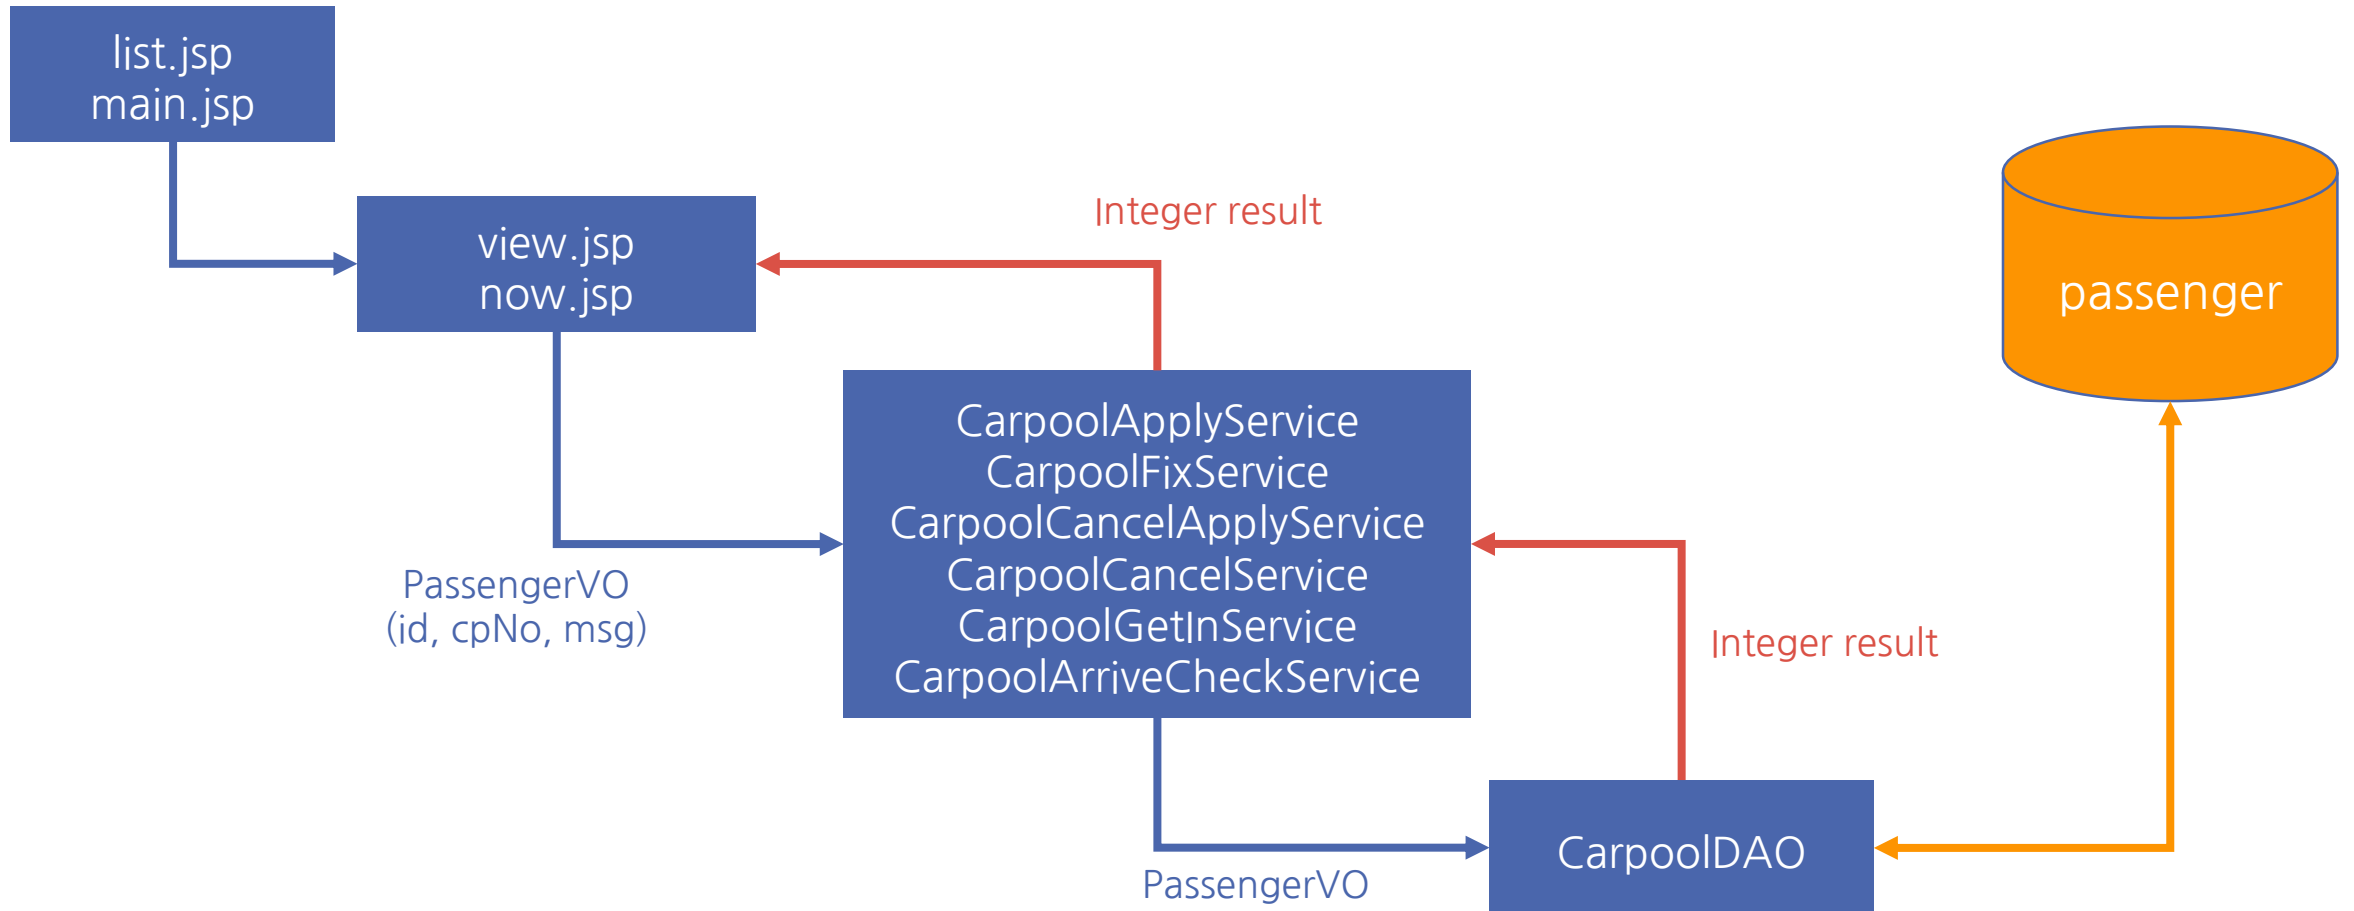 list.jsp
main.jsp
view.jsp
now.jsp
Integer result
passenger
CarpoolApplyService
CarpoolFixService
CarpoolCancelApplyService
CarpoolCancelService
CarpoolGetInService
CarpoolArriveCheckService
PassengerVO
(id, cpNo, msg)
Integer result
CarpoolDAO
PassengerVO